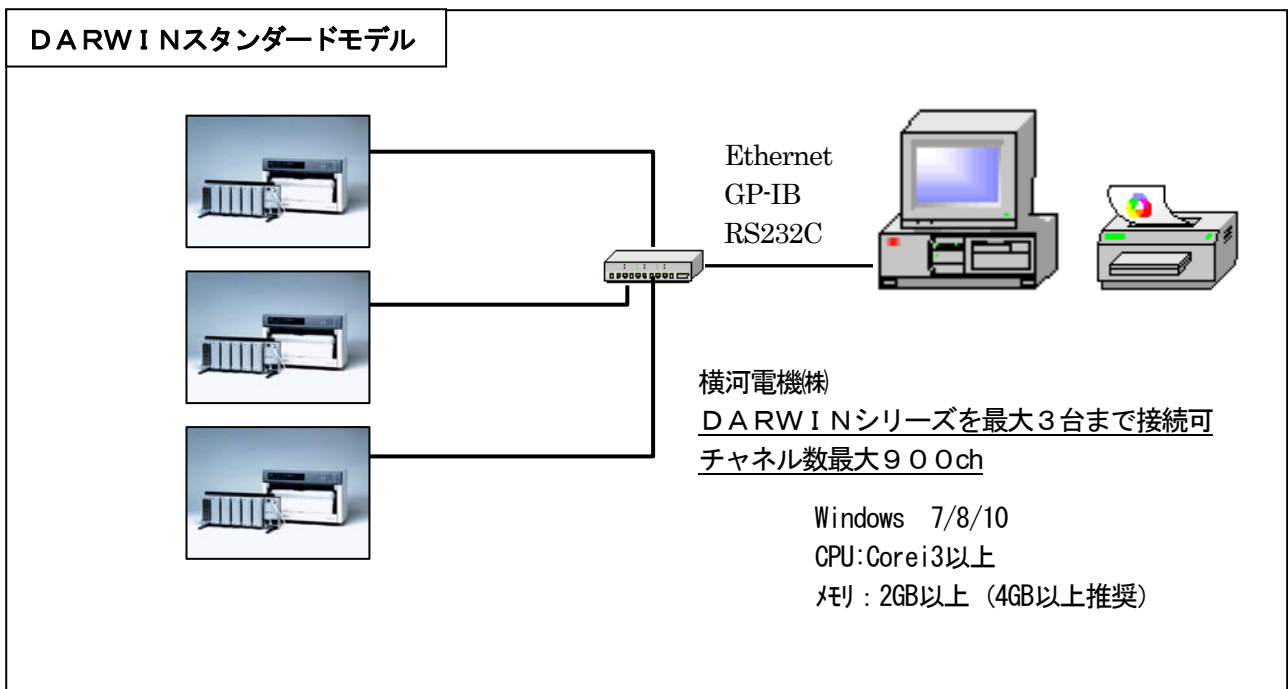 ＤＡＲＷＩＮスタンダードモデル
Ethernet
GP-IB
RS232C
横河電機㈱
ＤＡＲＷＩＮシリーズを最大３台まで接続可
チャネル数最大９００ch
Windows　7/8/10
CPU:Corei3以上
ﾒﾓﾘ：2GB以上（4GB以上推奨）